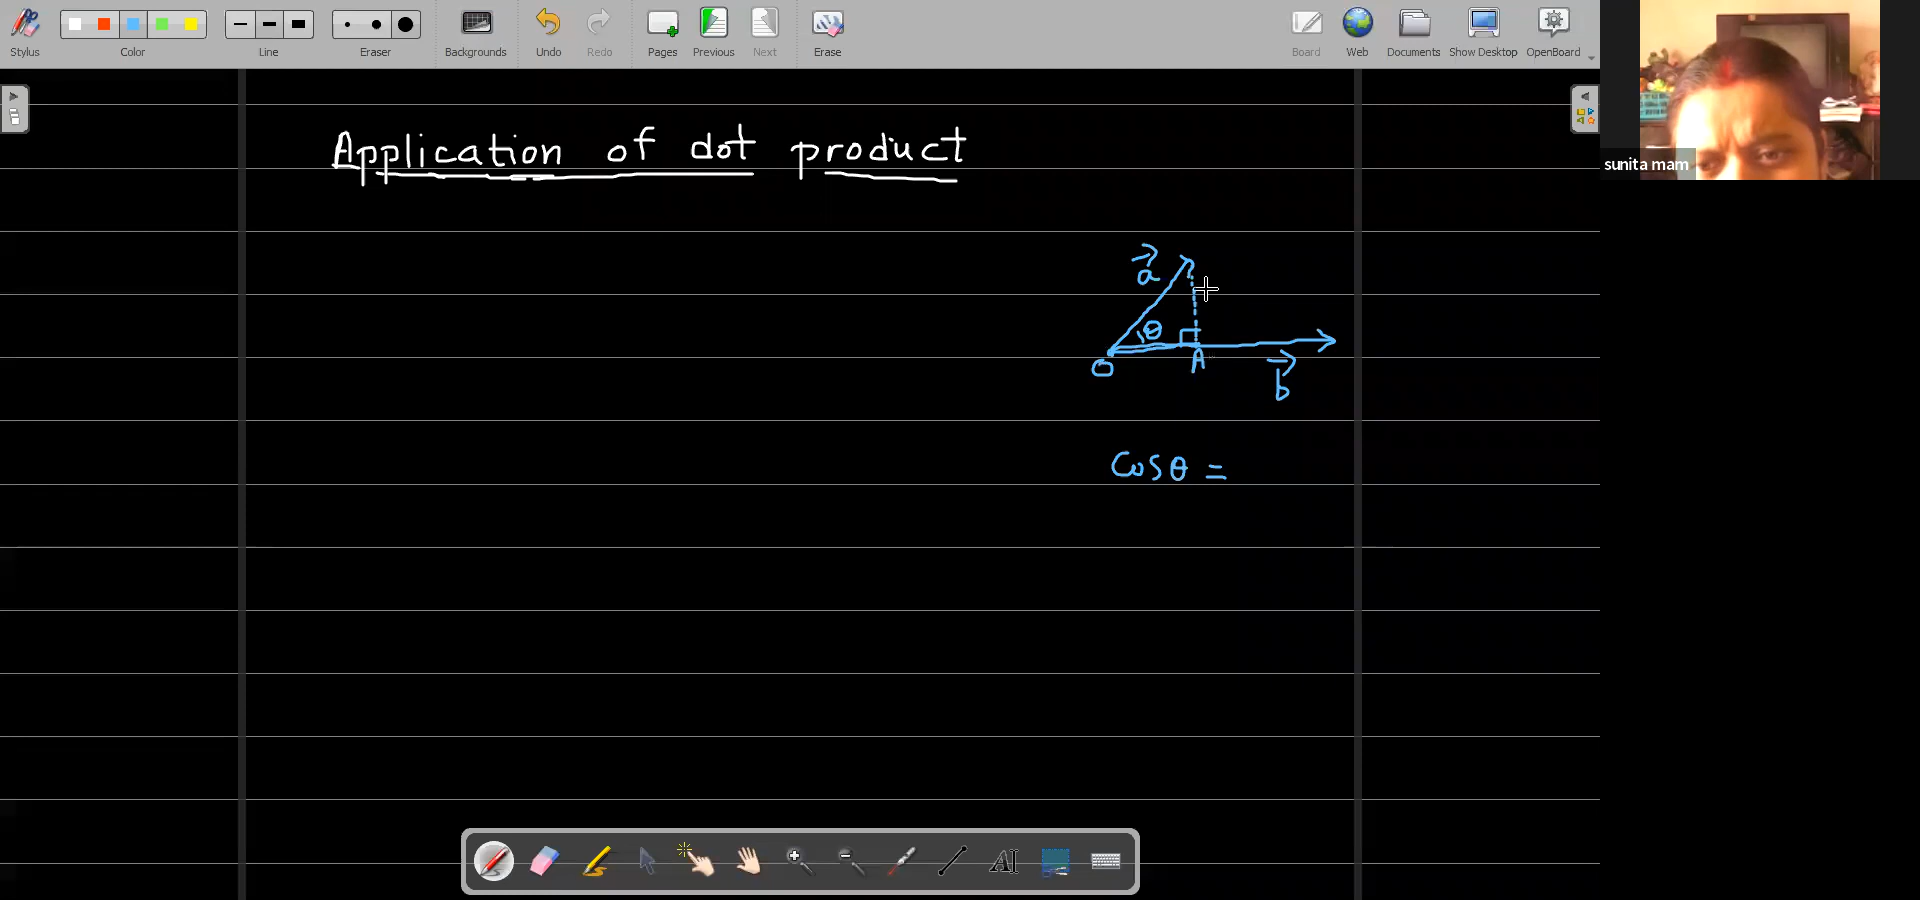 Stylus Color Line Eraser Backgrounds Undo Redo Pages Previous Next Erase Board Web Documents Show Desktop OpenBoard
sunita mam
Application of dot product
a⃗
θ
O A
b⃗
Cosθ =
AI